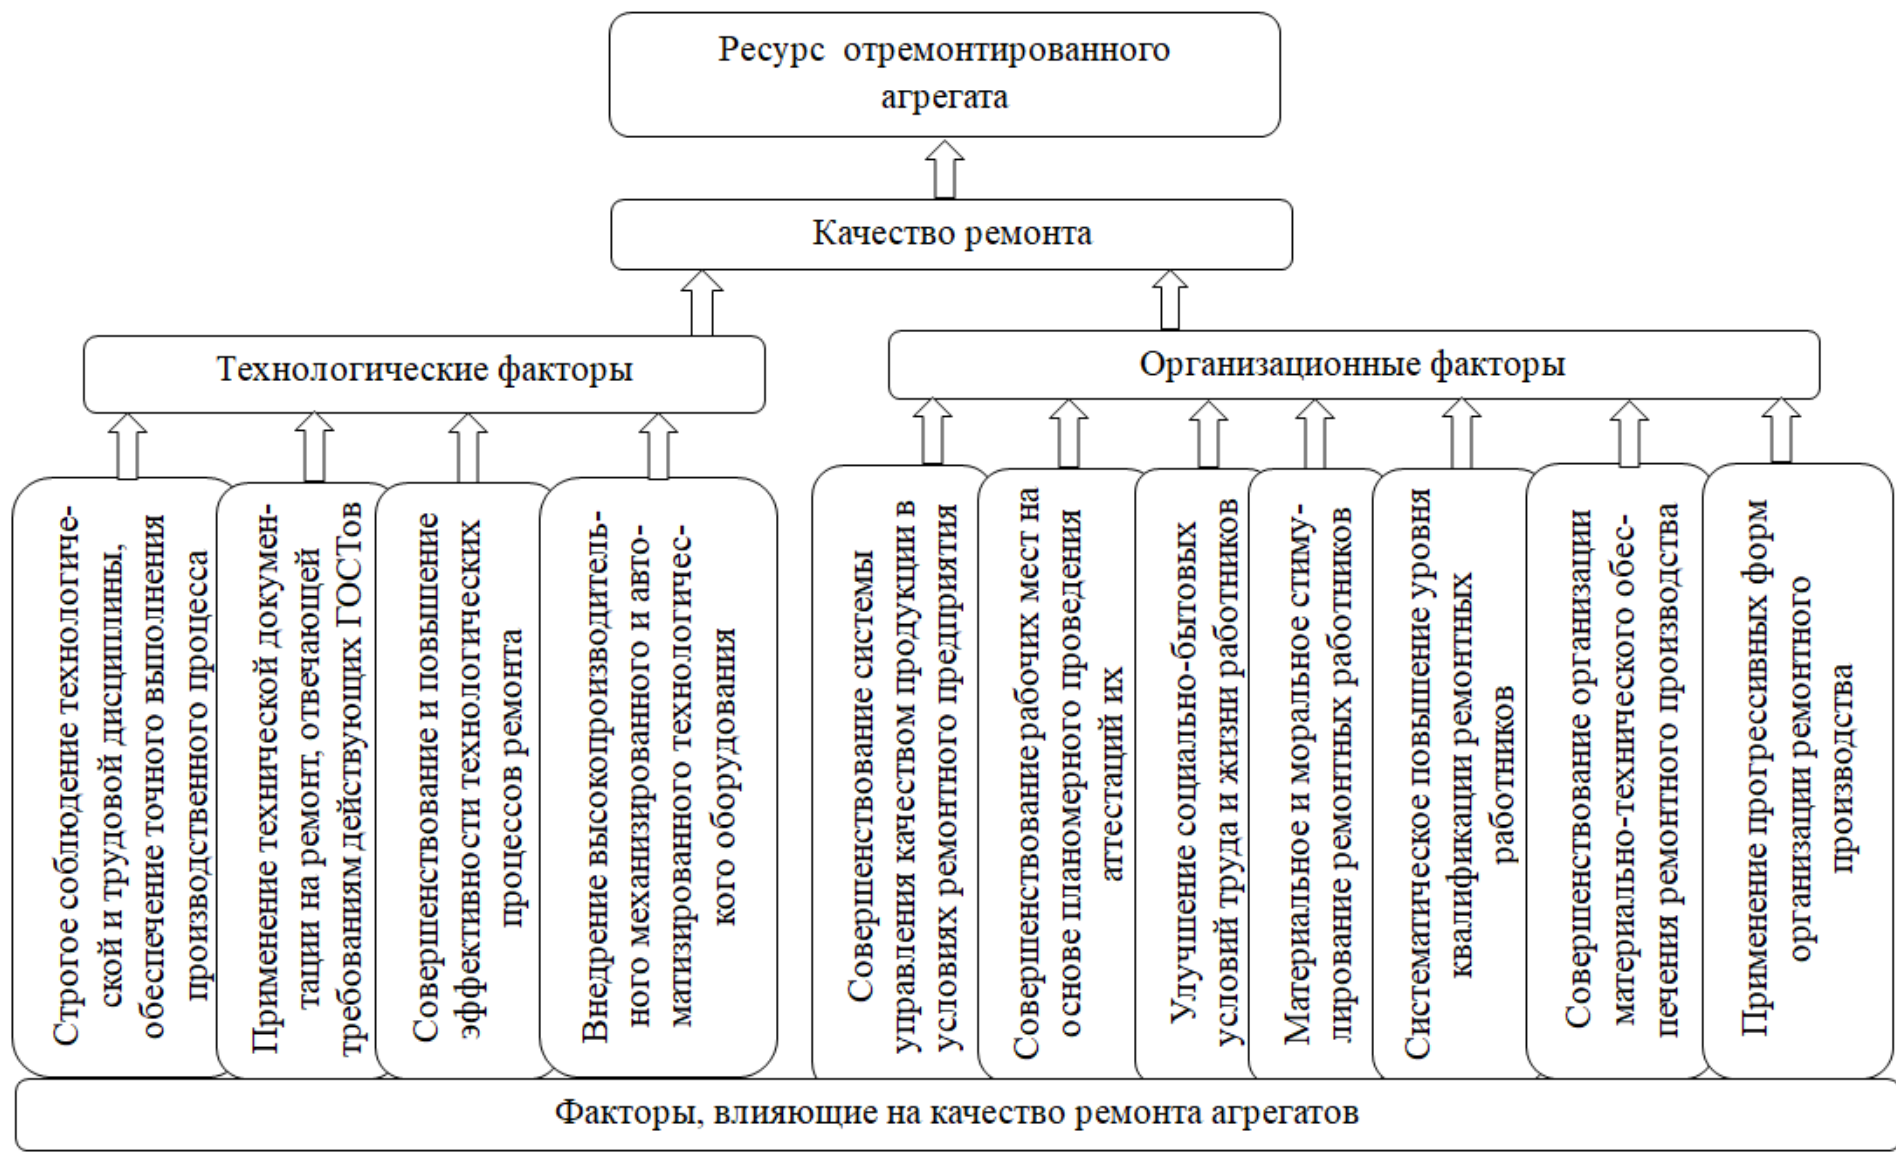 Ресурс отремонтированного
агрегата
Качество ремонта
Технологические факторы
Организационные факторы
Строгое соблюдение технологиче-
ской и трудовой дисциплины,
обеспечение точного выполнения
производственного процесса
Применение технической докумен-
тации на ремонт, отвечающей
требованиям действующих ГОСТов
Совершенствование и повышение
эффективности технологических
процессов ремонта
Внедрение высокопроизводитель-
ного механизированного и авто-
матизированного технологичес-
кого оборудования
Совершенствование системы
управления качеством продукции в
условиях ремонтного предприятия
Совершенствование рабочих мест на
основе планомерного проведения
аттестаций их
Улучшение социально-бытовых
условий труда и жизни работников
Материальное и моральное стиму-
лирование ремонтных работников
Систематическое повышение уровня
квалификации ремонтных
работников
Совершенствование организации
материально-технического обес-
печения ремонтного производства
Применение прогрессивных форм
организации ремонтного
производства
Факторы, влияющие на качество ремонта агрегатов